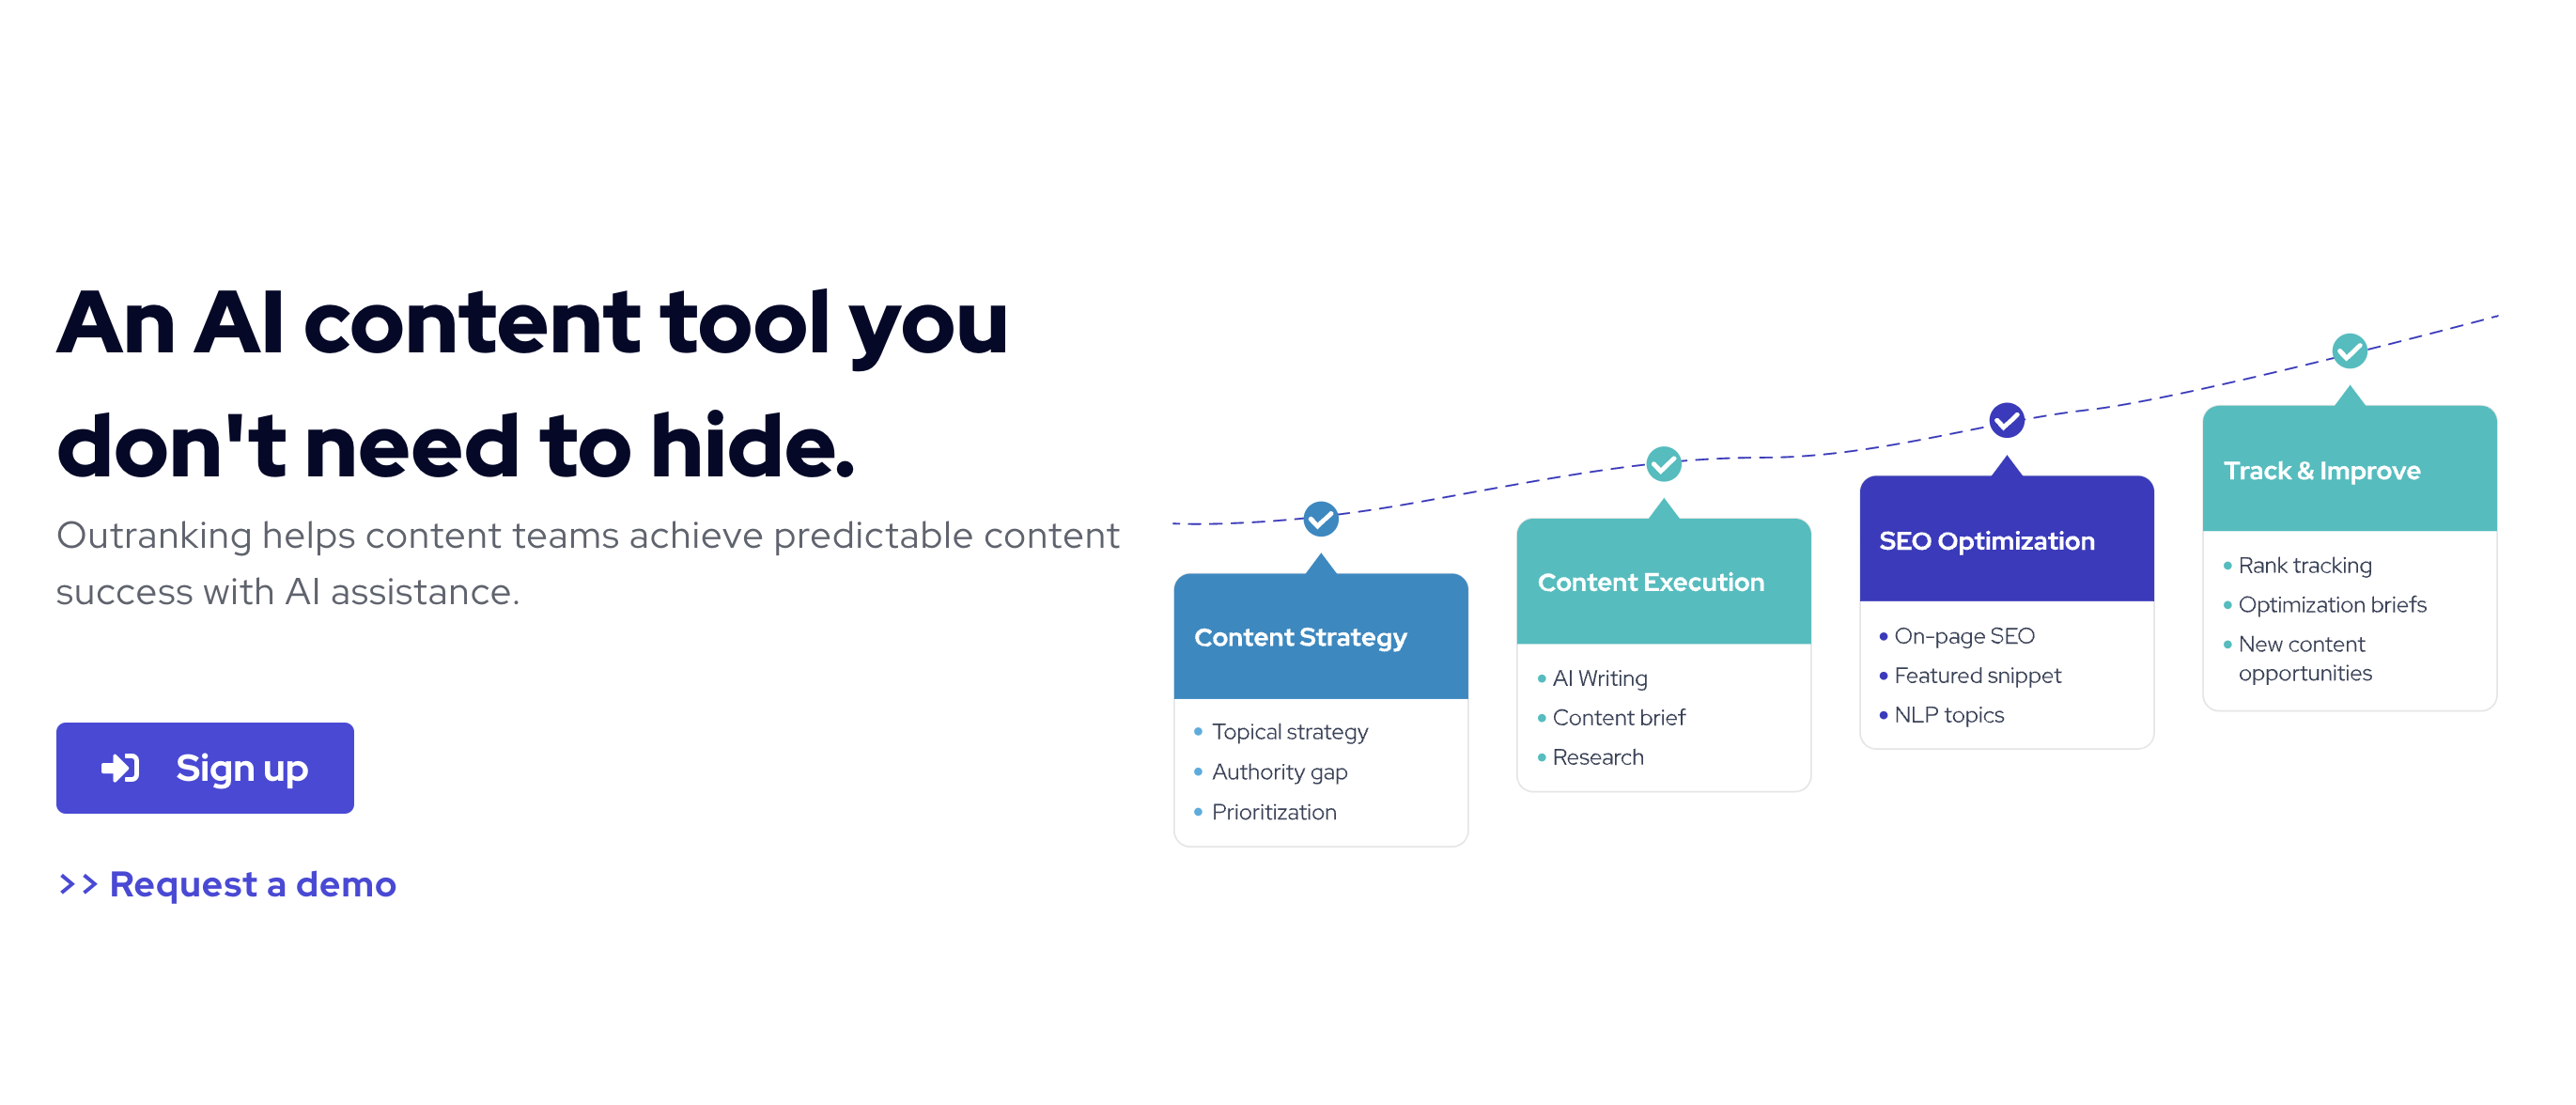 An AI content tool you
don't need to hide.
Outranking helps content teams achieve predictable content
success with AI assistance.
Sign up
>> Request a demo
Content Strategy
• Topical strategy
• Authority gap
• Prioritization
Content Execution
• AI Writing
• Content brief
• Research
SEO Optimization
• On-page SEO
• Featured snippet
• NLP topics
Track & Improve
• Rank tracking
• Optimization briefs
• New content
opportunities